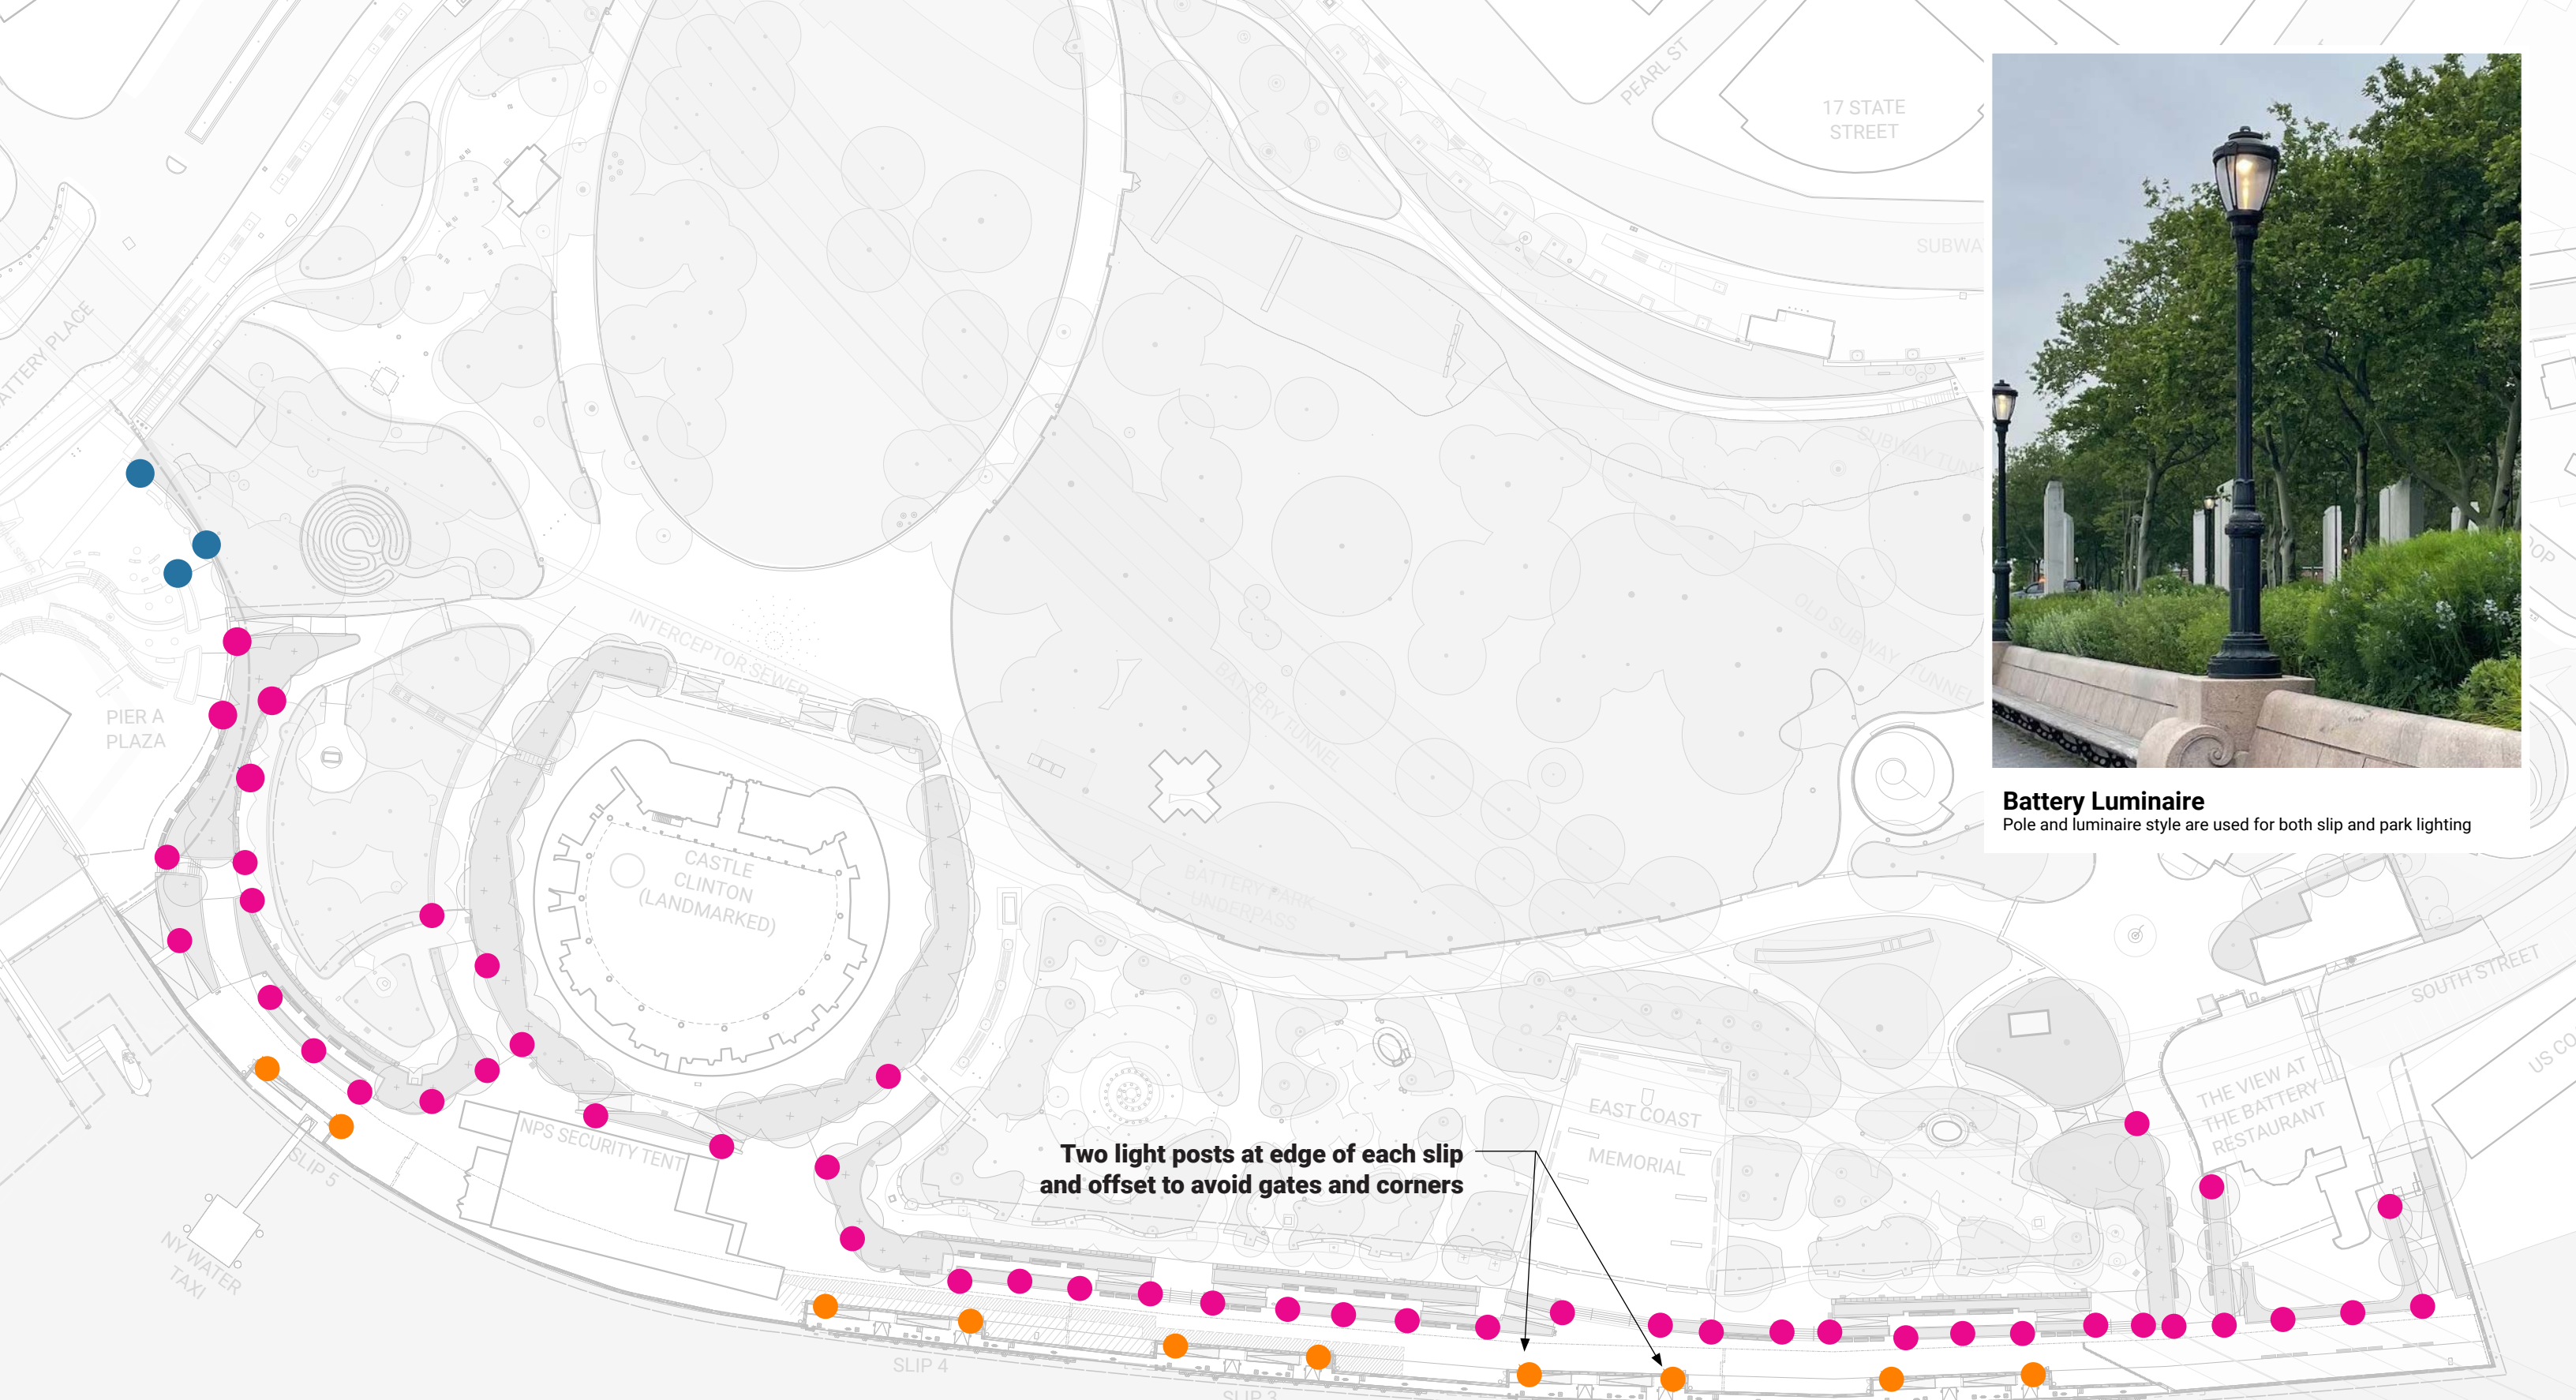 PEARL ST
17 STATE
STREET
BATTERY PLACE
SUBWAY TUNN
OLD SUBWAY TUNNEL
INTERCEPTOR SEWER
BATTERY TUNNEL
PIER A
PLAZA
Battery Luminaire
Pole and luminaire style are used for both slip and park lighting
CASTLE
CLINTON
(LANDMARKED)
BATTERY PARK
UNDERPASS
SOUTH STREET
US CO
THE VIEW AT
THE BATTERY
RESTAURANT
EAST COAST
MEMORIAL
NPS SECURITY TENT
Two light posts at edge of each slip
and offset to avoid gates and corners
SLIP 5
NY WATER
TAXI
SLIP 4
SLIP 3